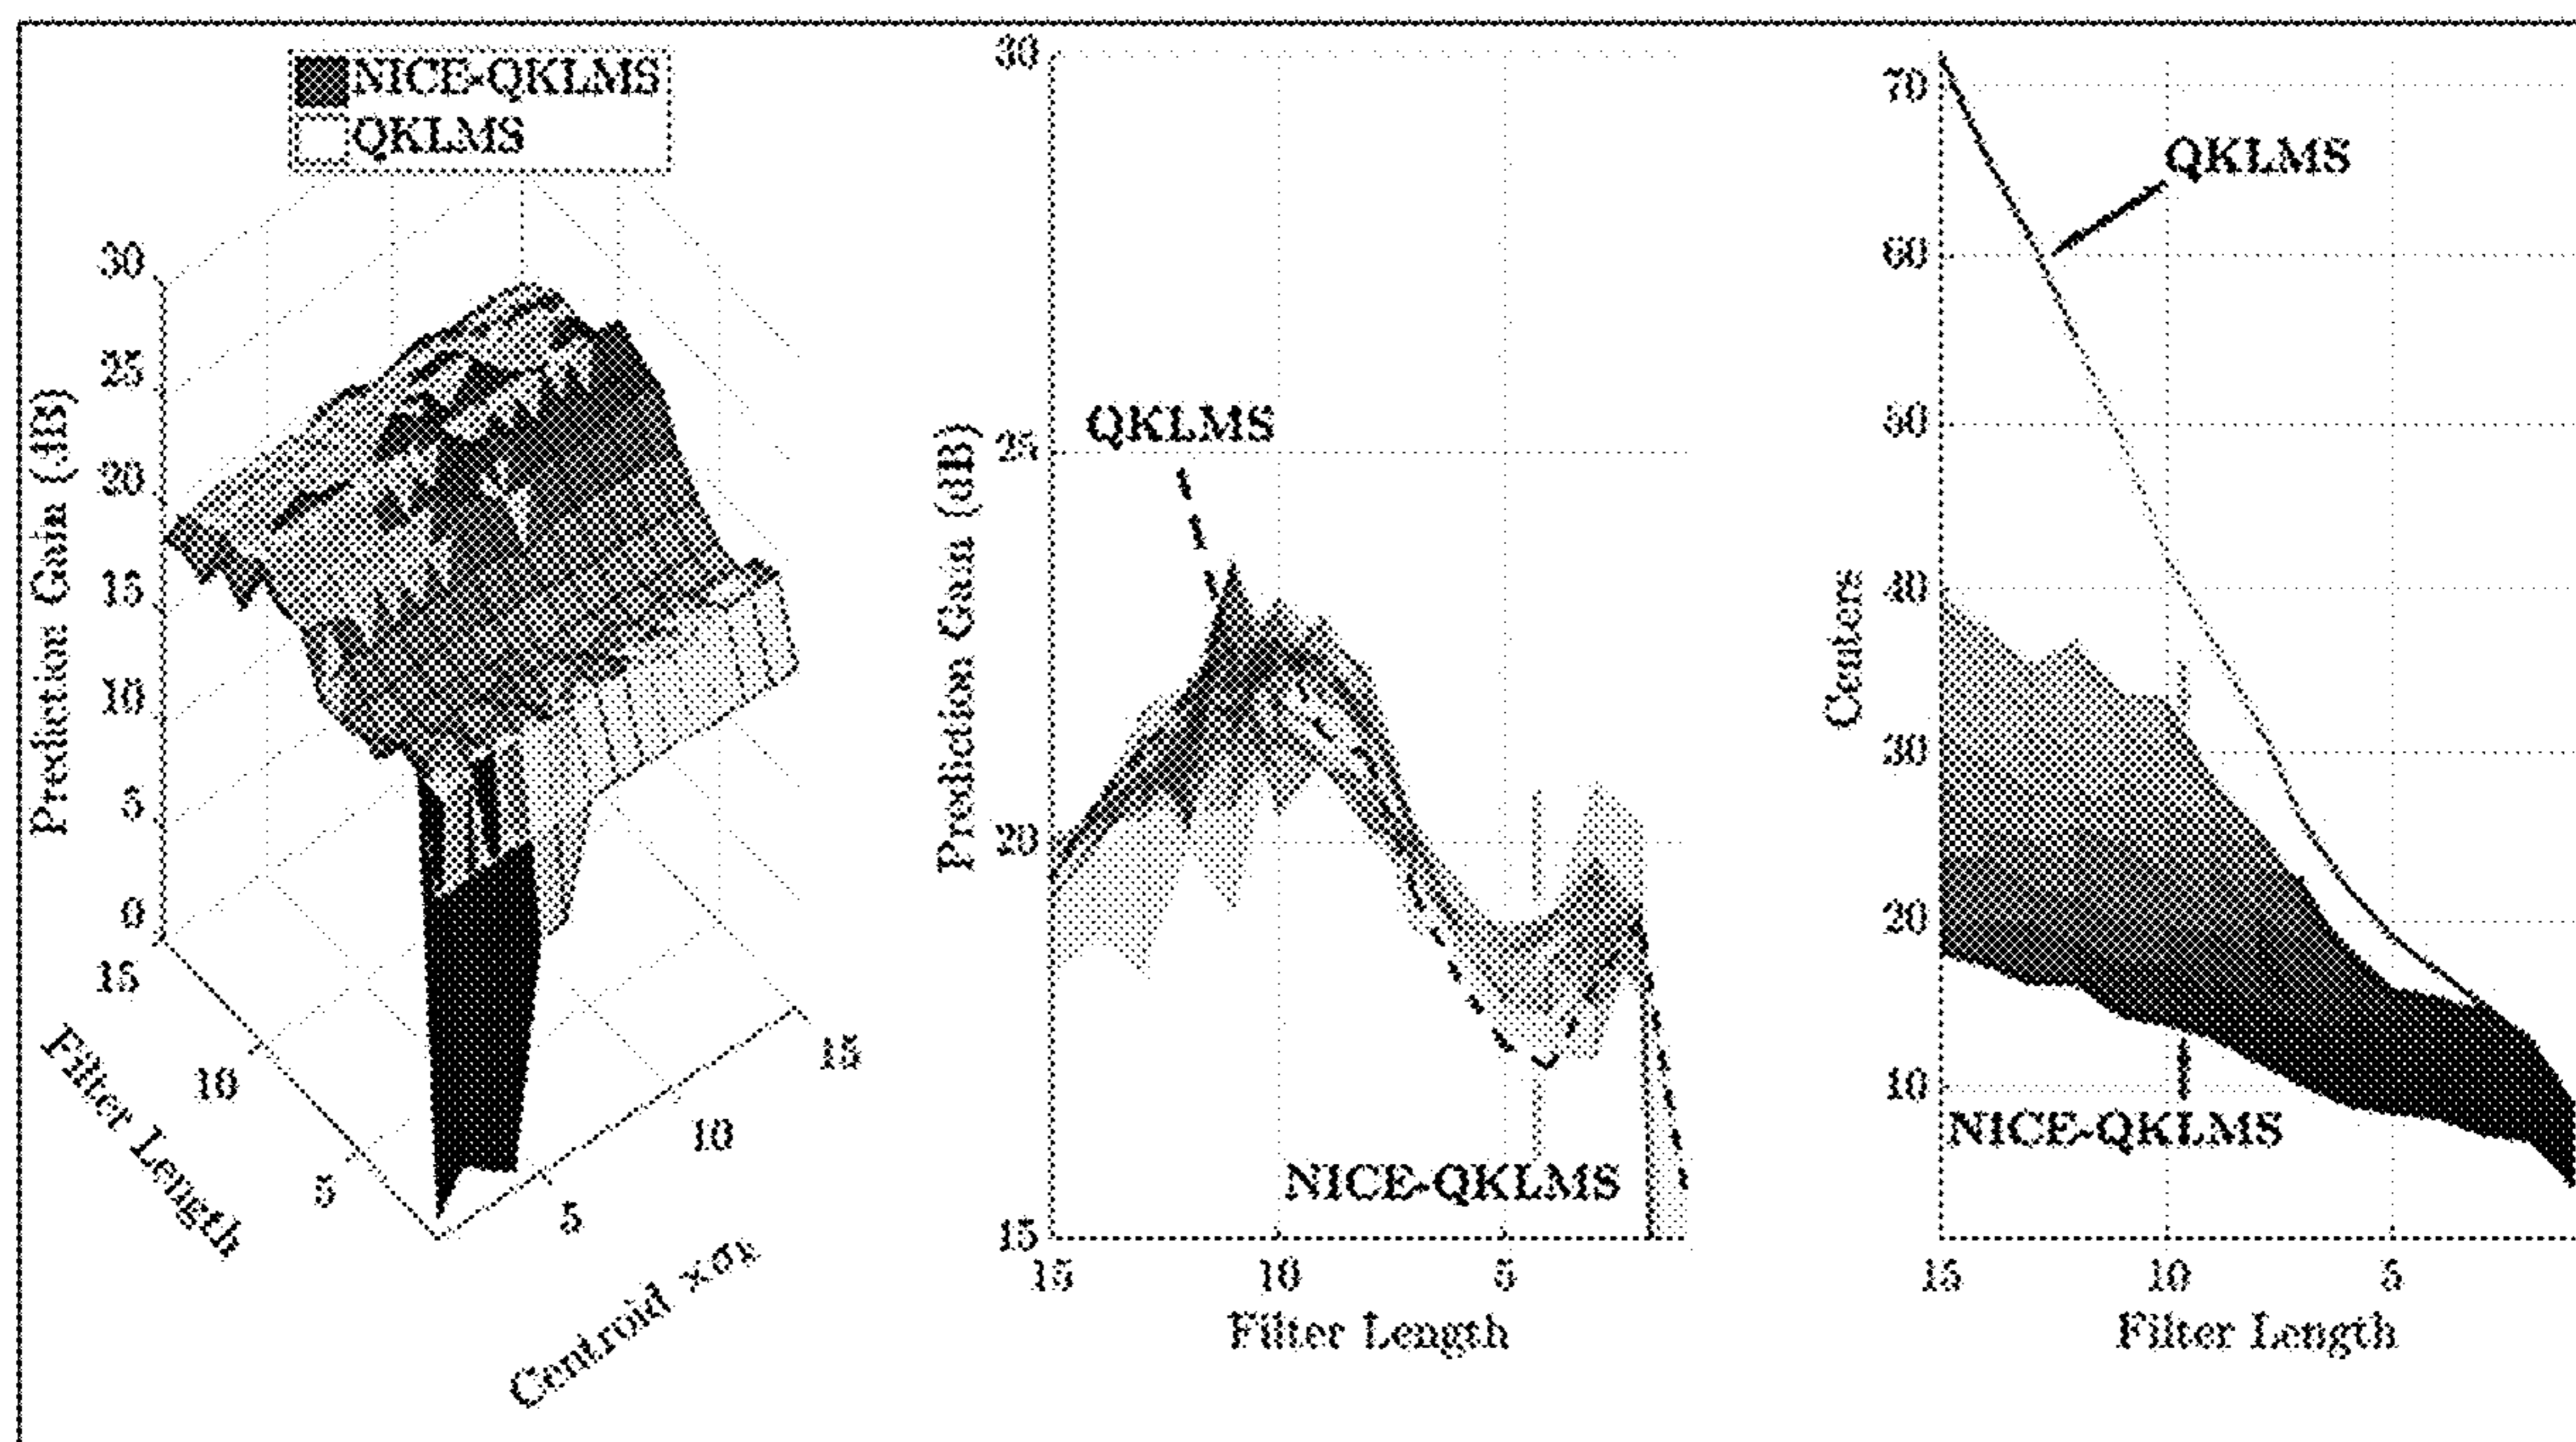 NICE-QKLMS
QKLMS
Prediction Gain (dB)
30
25
20
15
10
5
0
15
10
5
Filter Length
5
10
15
Centroid ×σ
Prediction Gain (dB)
30
25
20
15
QKLMS
NICE-QKLMS
15
10
5
Filter Length
Centers
70
60
50
40
30
20
10
QKLMS
NICE-QKLMS
15
10
5
Filter Length